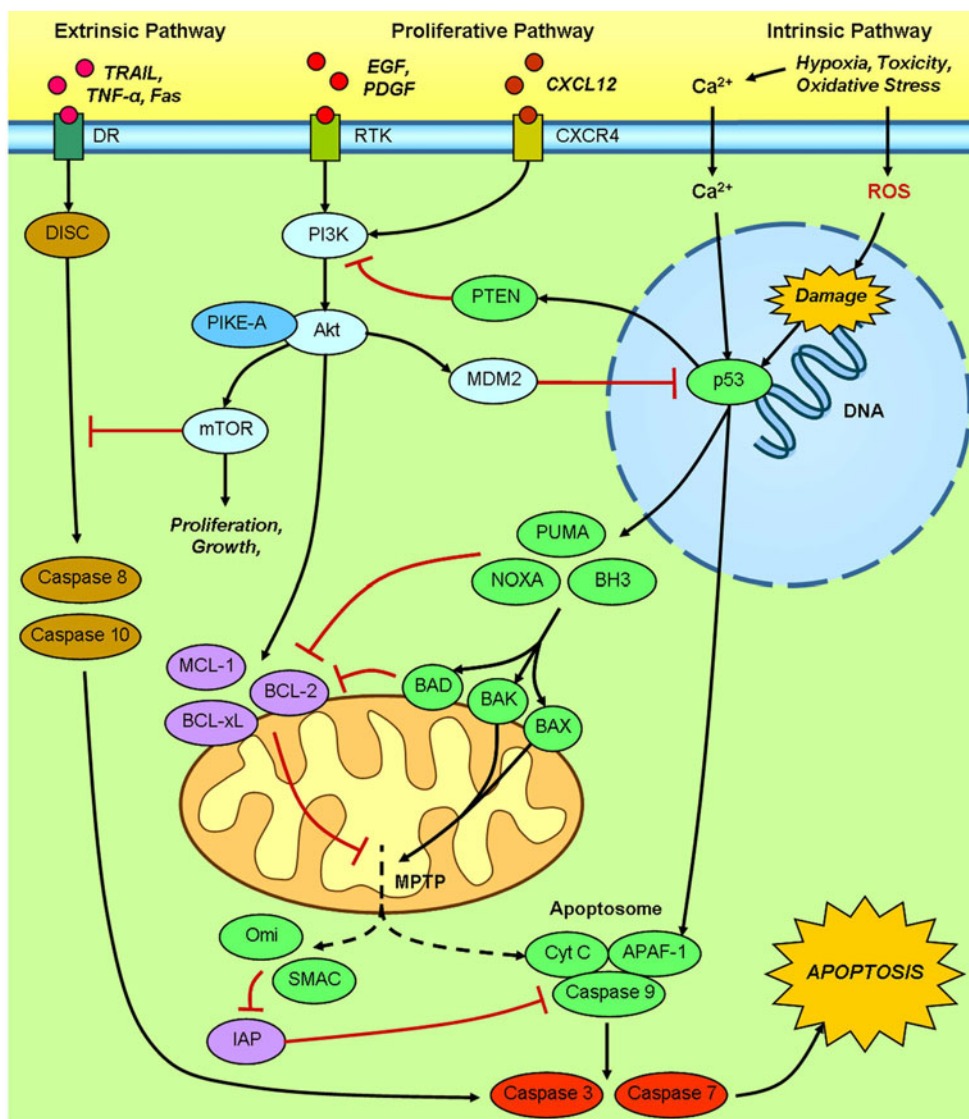 Extrinsic Pathway
Proliferative Pathway
Intrinsic Pathway
TRAIL,
TNF-α, Fas
EGF,
PDGF
CXCL12
Ca2+
Hypoxia, Toxicity,
Oxidative Stress
DR
RTK
CXCR4
Ca2+
ROS
DISC
PI3K
PTEN
Damage
PIKE-A
Akt
MDM2
p53
DNA
mTOR
Proliferation,
Growth,
PUMA
NOXA
BH3
Caspase 8
Caspase 10
MCL-1
BCL-2
BCL-xL
BAD
BAK
BAX
MPTP
Apoptosome
Omi
SMAC
Cyt C
APAF-1
Caspase 9
IAP
APOPTOSIS
Caspase 3
Caspase 7